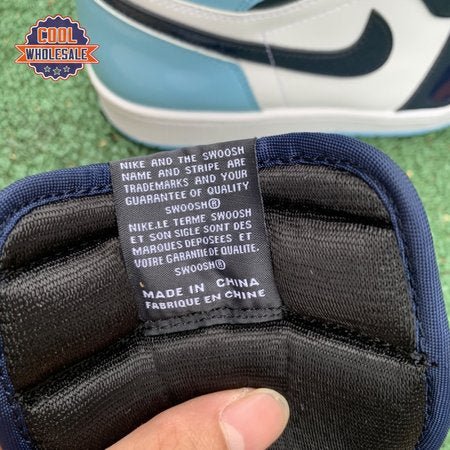 COOL
WHOLESALE
NIKE AND THE SWOOSH
NAME AND STRIPE ARE
TRADEMARKS AND YOUR
GUARANTEE OF QUALITY
SWOOSH®
NIKE.LE TERME SWOOSH
ET SON SIGLE SONT DES
MARQUES DEPOSEES ET
VOTRE GARANTIE DE QUALITE.
SWOOSH®
MADE IN CHINA
FABRIQUE EN CHINE